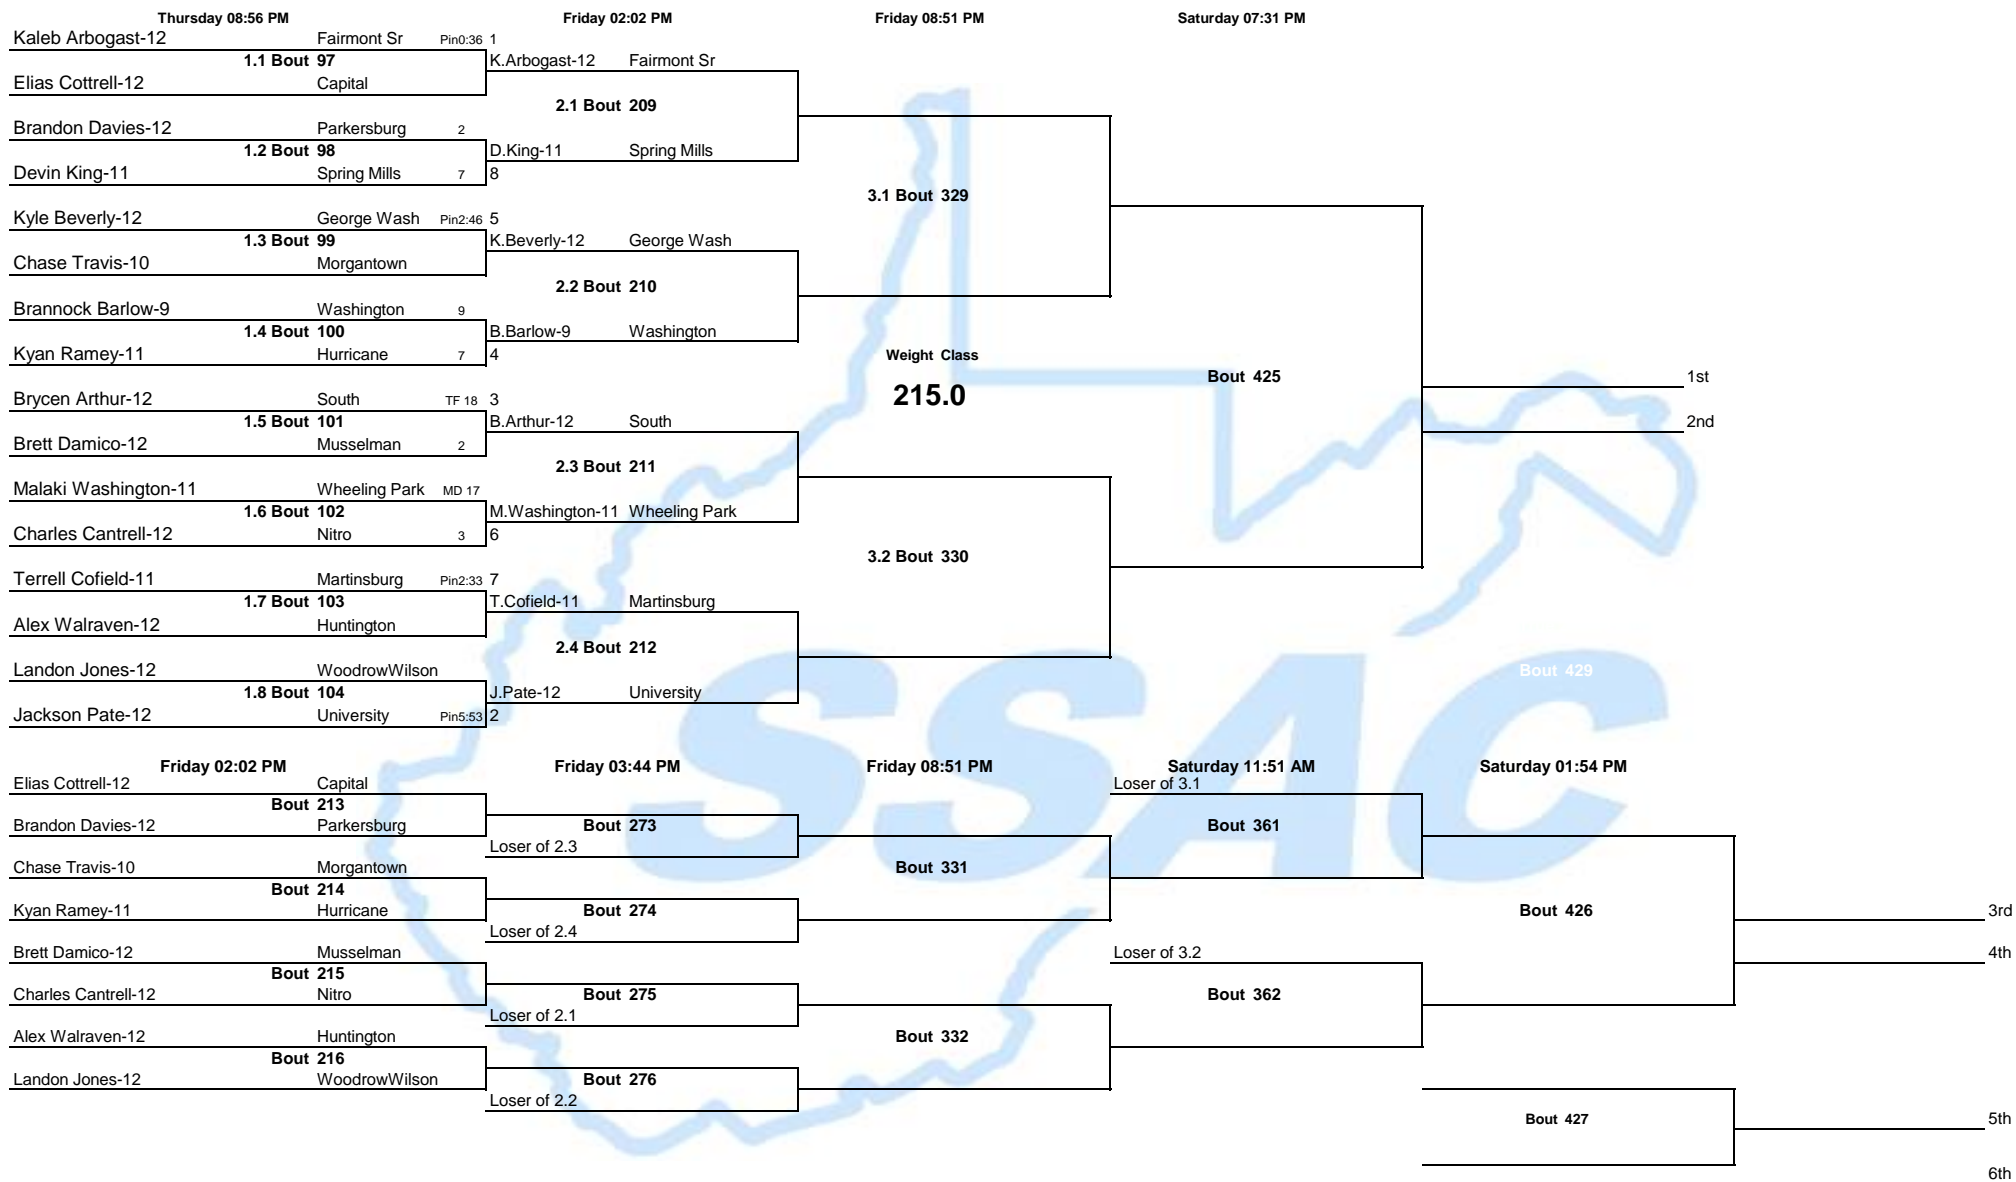 Thursday 08:56 PM Friday 02:02 PM Friday 08:51 PM Saturday 07:31 PM
Kaleb Arbogast-12 Fairmont Sr Pin0:36 1
1.1 Bout 97 K.Arbogast-12 Fairmont Sr
Elias Cottrell-12 Capital
2.1 Bout 209
Brandon Davies-12 Parkersburg 2
1.2 Bout 98 D.King-11 Spring Mills
Devin King-11 Spring Mills 7 8
3.1 Bout 329
Kyle Beverly-12 George Wash Pin2:46 5
1.3 Bout 99 K.Beverly-12 George Wash
Chase Travis-10 Morgantown
2.2 Bout 210
Brannock Barlow-9 Washington 9
1.4 Bout 100 B.Barlow-9 Washington
Kyan Ramey-11 Hurricane 7 4 Weight Class
Bout 425 1st
Brycen Arthur-12 South TF 18 3 215.0
1.5 Bout 101 B.Arthur-12 South 2nd
Brett Damico-12 Musselman 2
2.3 Bout 211
Malaki Washington-11 Wheeling Park MD 17
1.6 Bout 102 M.Washington-11 Wheeling Park
Charles Cantrell-12 Nitro 3 6
3.2 Bout 330
Terrell Cofield-11 Martinsburg Pin2:33 7
1.7 Bout 103 T.Cofield-11 Martinsburg
Alex Walraven-12 Huntington
2.4 Bout 212
Landon Jones-12 WoodrowWilson Bout 429
1.8 Bout 104 J.Pate-12 University
Jackson Pate-12 University Pin5:53 2
SSAC
Friday 02:02 PM Friday 03:44 PM Friday 08:51 PM Saturday 11:51 AM Saturday 01:54 PM
Elias Cottrell-12 Capital Loser of 3.1
Bout 213
Brandon Davies-12 Parkersburg Bout 273 Bout 361
Loser of 2.3
Chase Travis-10 Morgantown Bout 331
Bout 214
Kyan Ramey-11 Hurricane Bout 274 Bout 426 3rd
Loser of 2.4
Brett Damico-12 Musselman Loser of 3.2 4th
Bout 215
Charles Cantrell-12 Nitro Bout 275 Bout 362
Loser of 2.1
Alex Walraven-12 Huntington Bout 332
Bout 216
Landon Jones-12 WoodrowWilson Bout 276
Loser of 2.2
Bout 427 5th
6th